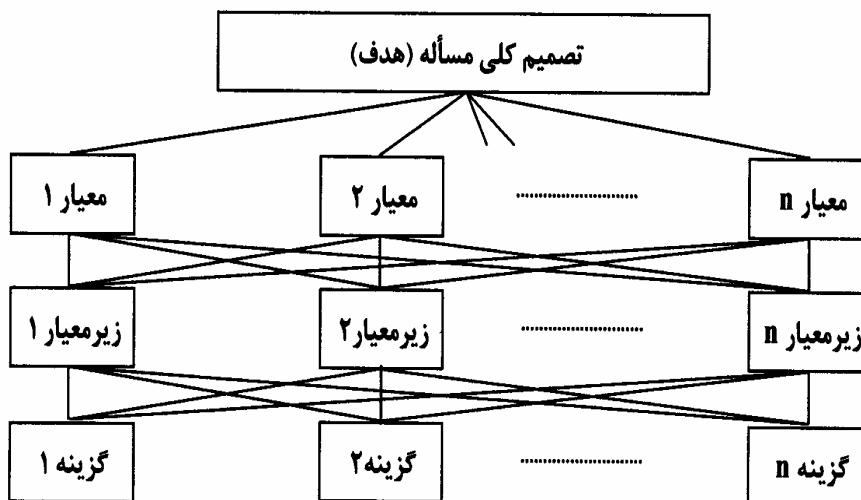 تصمیم کلی مسأله (هدف)
معیار ۱
معیار ۲
..............................
معیار n
زیرمعیار ۱
زیرمعیار۲
..............................
زیرمعیار n
گزینه ۱
گزینه۲
..............................
گزینه n